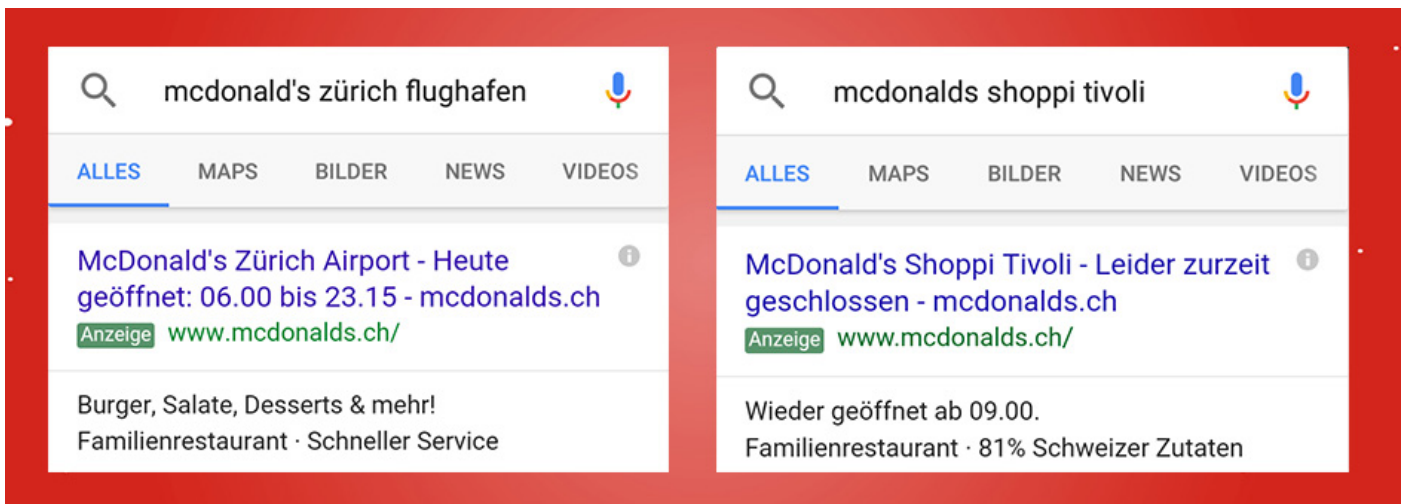 mcdonald's zürich flughafen
ALLES MAPS BILDER NEWS VIDEOS
McDonald's Zürich Airport - Heute
geöffnet: 06.00 bis 23.15 - mcdonalds.ch
Anzeige www.mcdonalds.ch/
Burger, Salate, Desserts & mehr!
Familienrestaurant · Schneller Service
mcdonalds shoppi tivoli
ALLES MAPS BILDER NEWS VIDEOS
McDonald's Shoppi Tivoli - Leider zurzeit
geschlossen - mcdonalds.ch
Anzeige www.mcdonalds.ch/
Wieder geöffnet ab 09.00.
Familienrestaurant · 81% Schweizer Zutaten